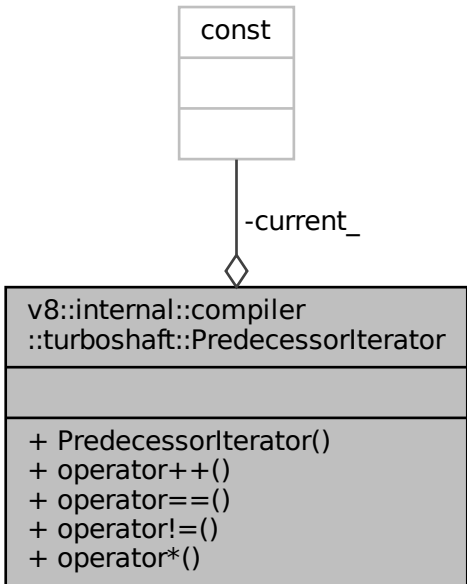 const
-current_
v8::internal::compiler
::turboshaft::PredecessorIterator
+ PredecessorIterator()
+ operator++()
+ operator==()
+ operator!=()
+ operator*()